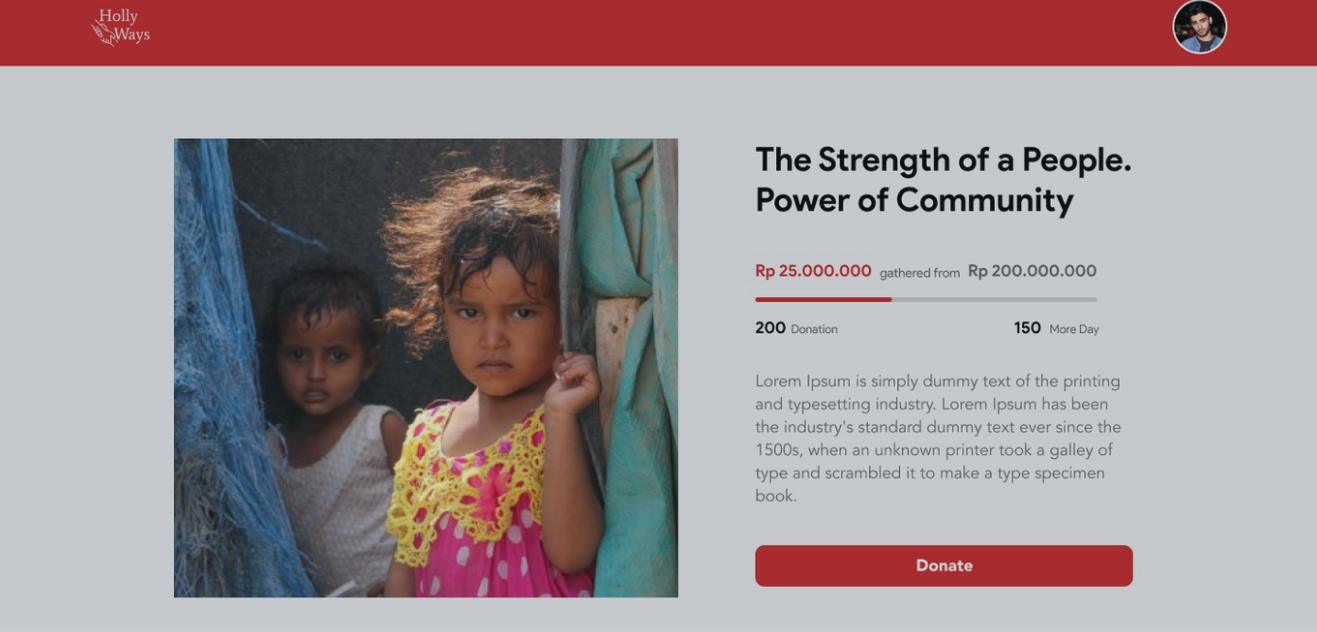 Holly
Ways
The Strength of a People.
Power of Community
Rp 25.000.000 gathered from Rp 200.000.000
200 Donation 150 More Day
Lorem Ipsum is simply dummy text of the printing
and typesetting industry. Lorem Ipsum has been
the industry's standard dummy text ever since the
1500s, when an unknown printer took a galley of
type and scrambled it to make a type specimen
book.
Donate